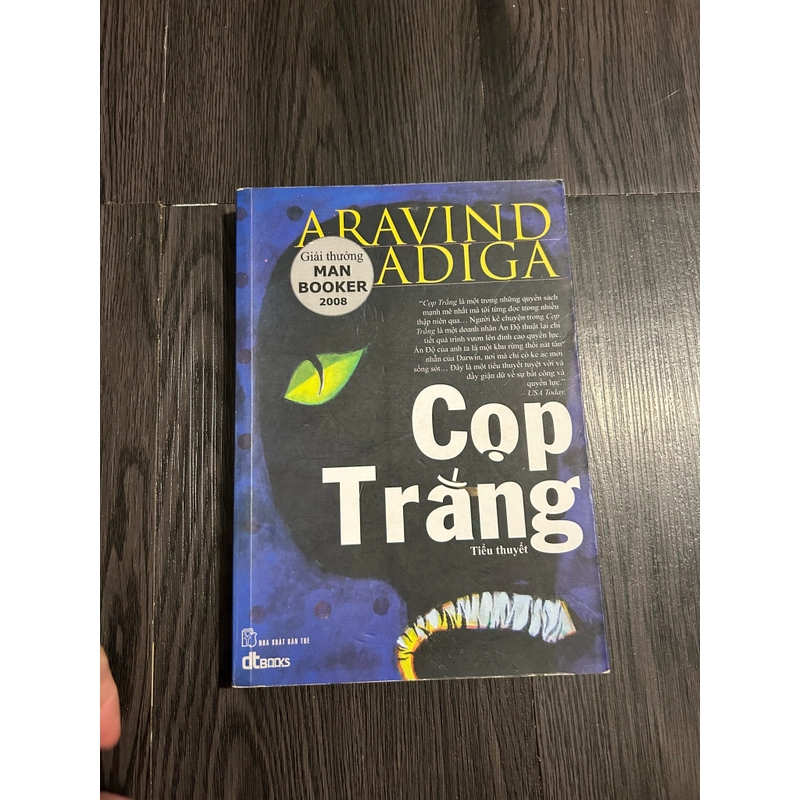 ARAVIND
ADIGA
Giải thưởng
MAN
BOOKER
2008
“Cọp Trắng là một trong những quyển sách
mạnh mẽ nhất mà tôi từng đọc trong nhiều
thập niên qua... Người kể chuyện trong Cọp
Trắng là một doanh nhân Ấn Độ thuật lại chi
tiết quá trình vươn lên đỉnh cao quyền lực.
Ấn Độ của anh ta là một khu rừng thối nát tàn
nhẫn của Darwin, nơi mà chỉ có kẻ ác mới
sống sót... Đây là một tiểu thuyết tuyệt vời và
đầy giận dữ về sự bất công và
quyền lực.”
– USA Today.
Cọp
Trắng
Tiểu thuyết
NHÀ XUẤT BẢN TRẺ
dtBOOKS